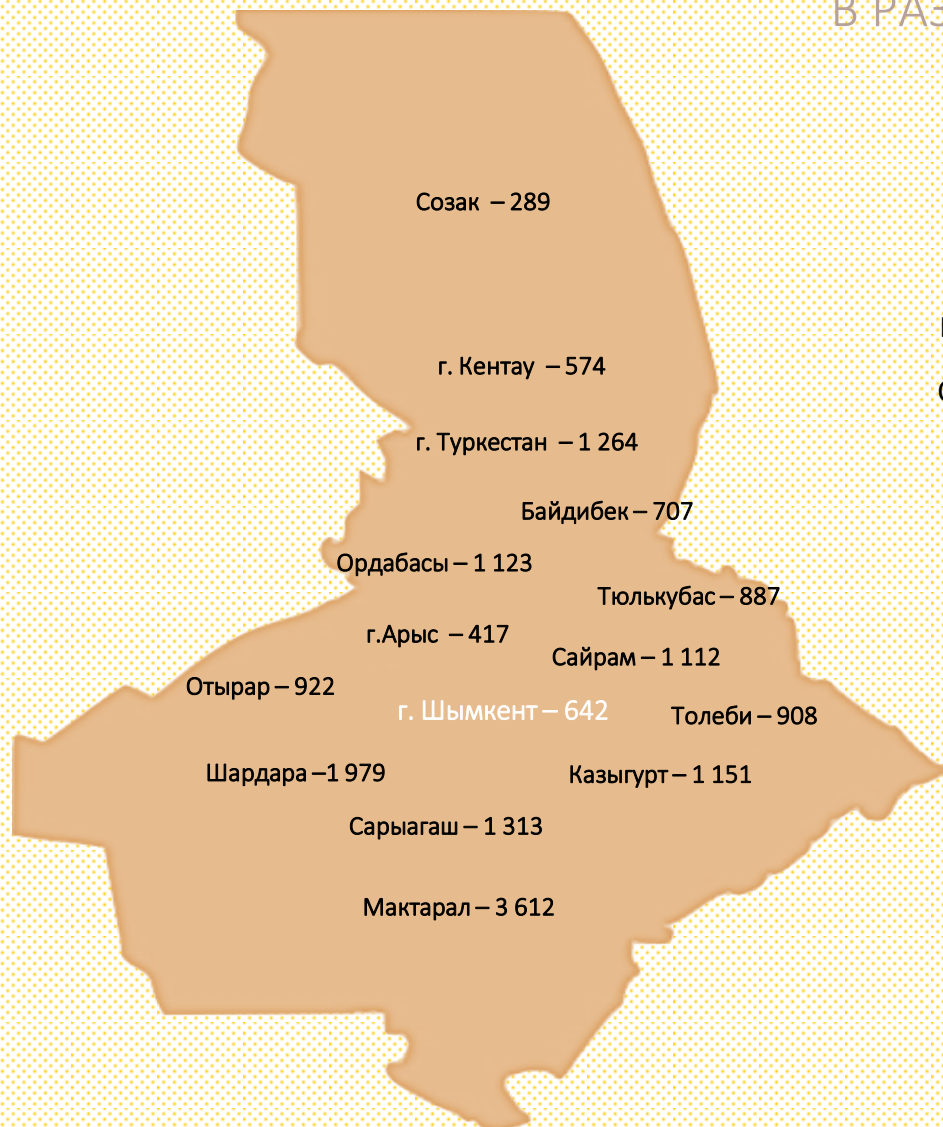 В РАз
Созак – 289
г. Кентау – 574
г. Туркестан – 1 264
Байдибек – 707
Ордабасы – 1 123
Тюлькубас – 887
г.Арыс – 417
Сайрам – 1 112
Отырар – 922
г. Шымкент – 642
Толеби – 908
Шардара –1 979
Казыгурт – 1 151
Сарыагаш – 1 313
Мактарал – 3 612